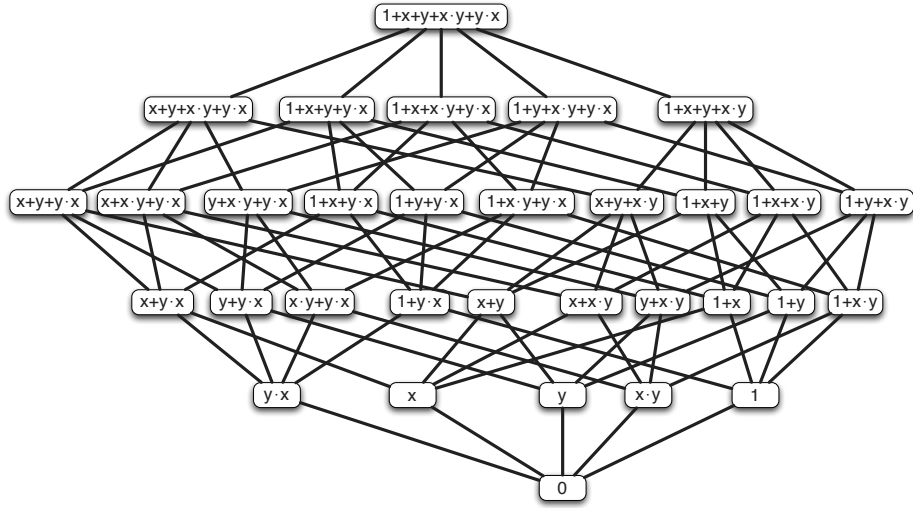 1+x+y+x·y+y·x
x+y+x·y+y·x 1+x+y+y·x 1+x+x·y+y·x 1+y+x·y+y·x 1+x+y+x·y
x+y+y·x x+x·y+y·x y+x·y+y·x 1+x+y·x 1+y+y·x 1+x·y+y·x x+y+x·y 1+x+y 1+x+x·y 1+y+x·y
x+y·x y+y·x x·y+y·x 1+y·x x+y x+x·y y+x·y 1+x 1+y 1+x·y
y·x x y x·y 1
0